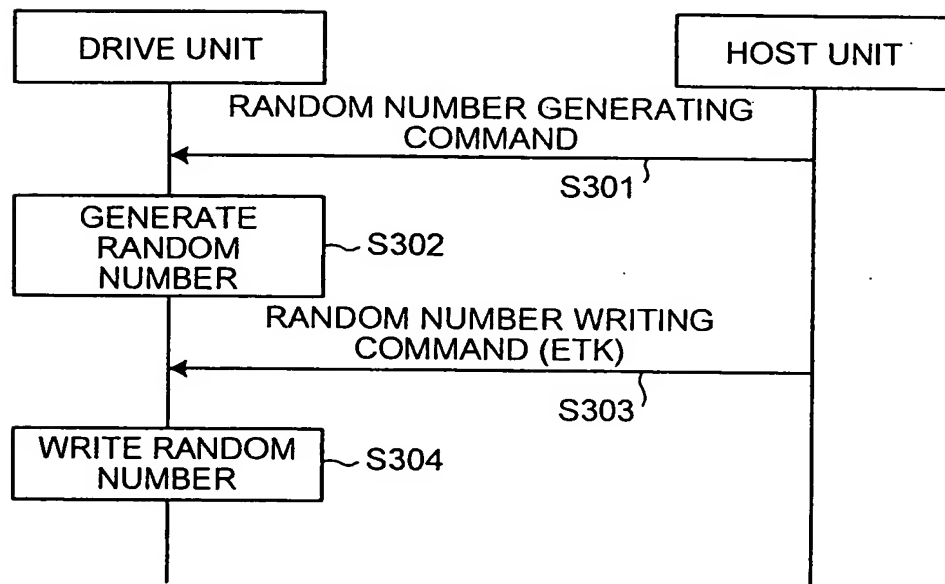 DRIVE UNIT
HOST UNIT
RANDOM NUMBER GENERATING
COMMAND
S301
GENERATE
RANDOM
NUMBER
S302
RANDOM NUMBER WRITING
COMMAND (ETK)
S303
WRITE RANDOM
NUMBER
S304